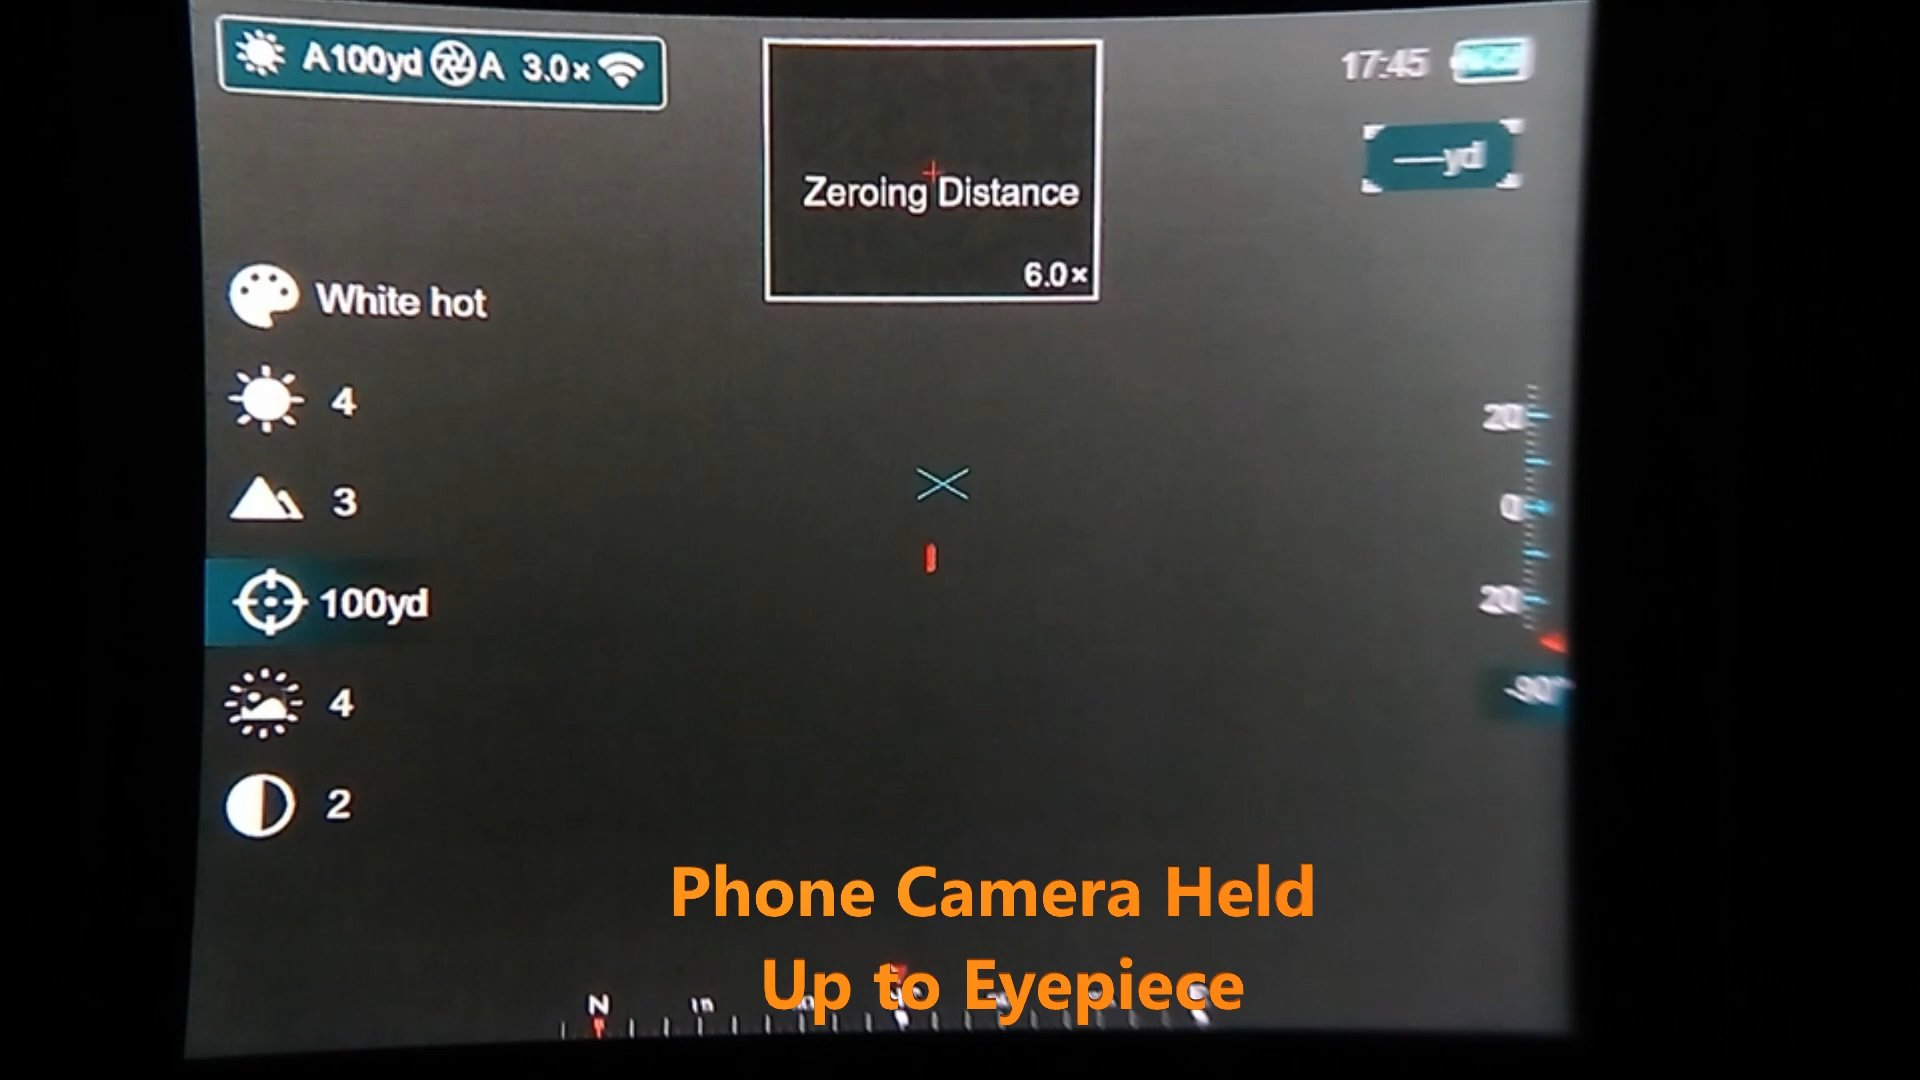 A100yd A 3.0×
17:45
—yd
Zeroing Distance
6.0×
White hot
4
3
100yd
4
2
20
0
20
-90°
Phone Camera Held
Up to Eyepiece
N